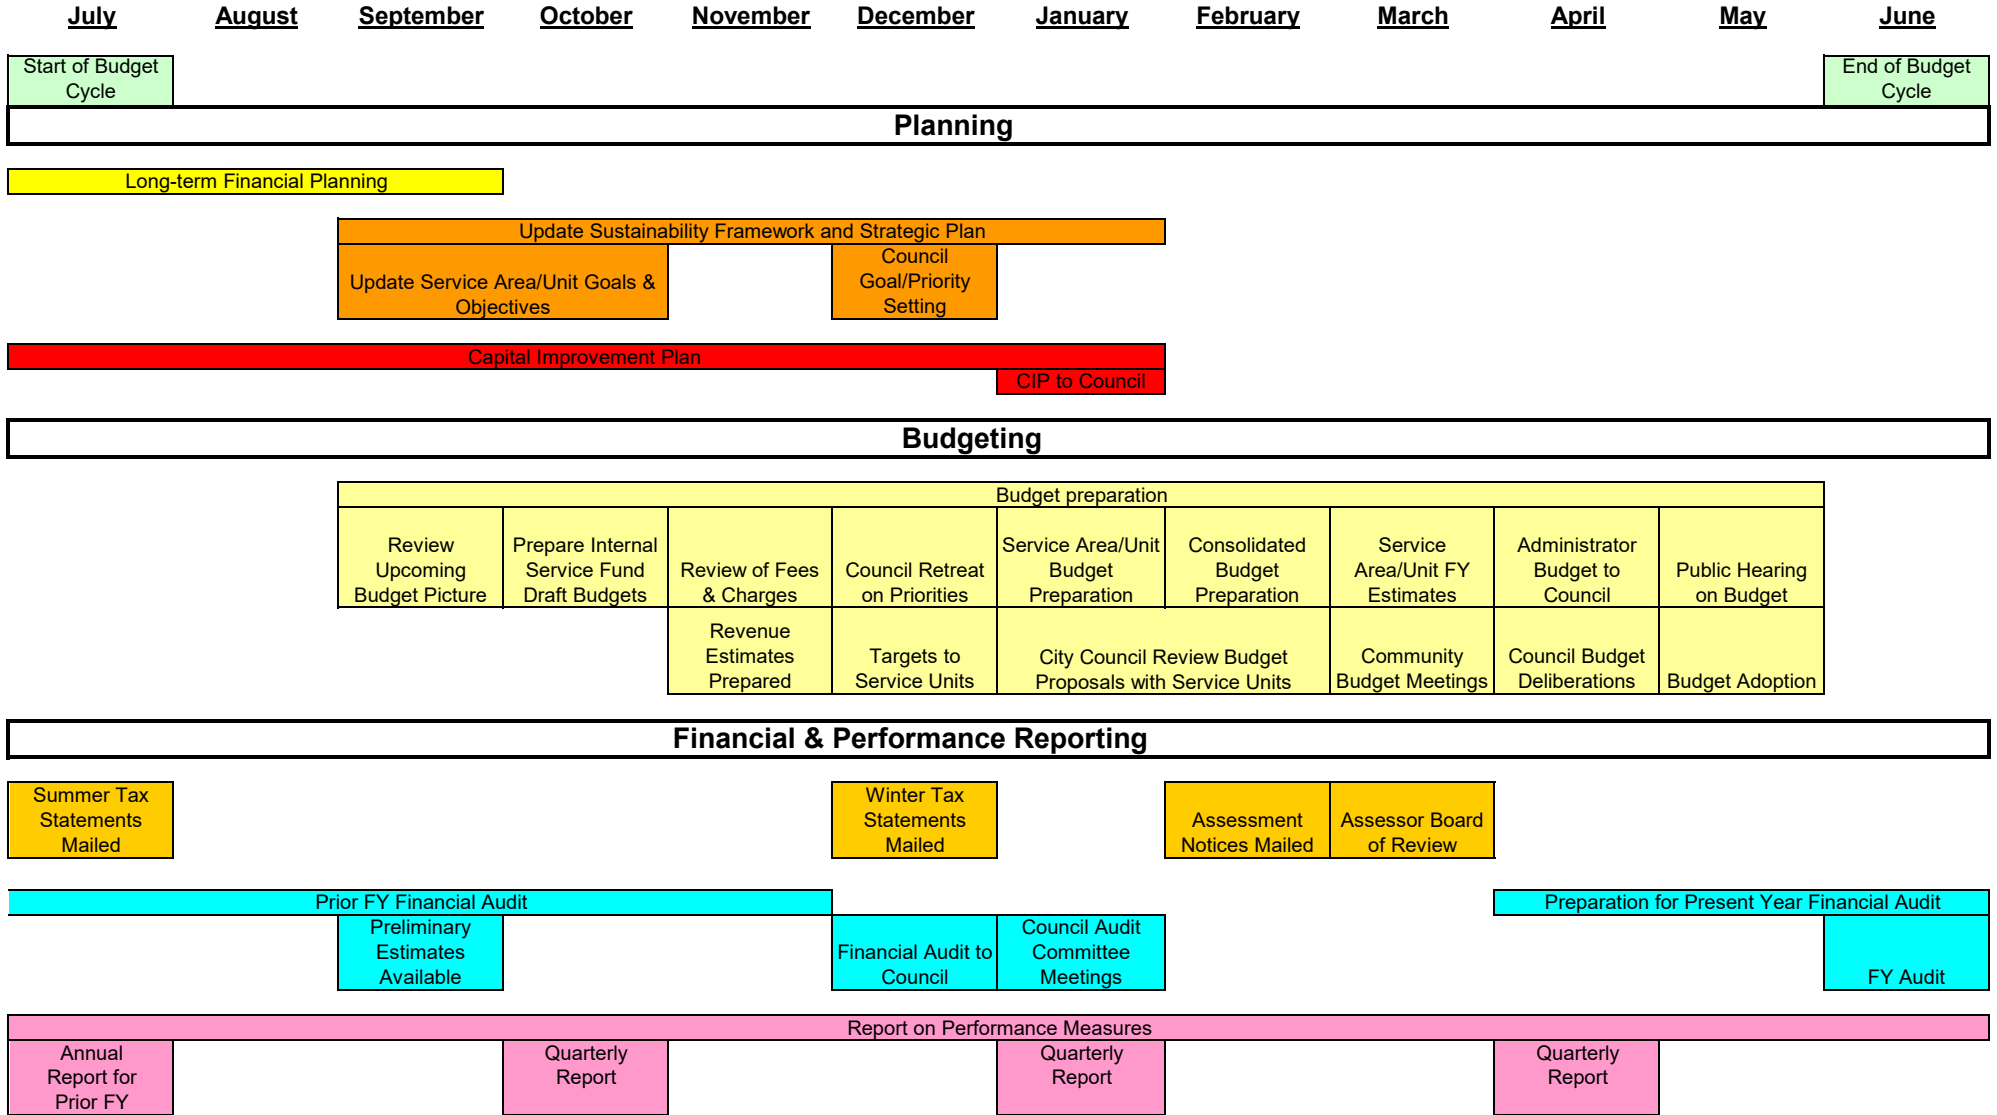 July August September October November December January February March April May June
Start of Budget
Cycle
End of Budget
Cycle
Planning
Long-term Financial Planning
Update Sustainability Framework and Strategic Plan
Update Service Area/Unit Goals &
Objectives
Council
Goal/Priority
Setting
Capital Improvement Plan
CIP to Council
Budgeting
Budget preparation
Review
Upcoming
Budget Picture
Prepare Internal
Service Fund
Draft Budgets
Review of Fees
& Charges
Council Retreat
on Priorities
Service Area/Unit
Budget
Preparation
Consolidated
Budget
Preparation
Service
Area/Unit FY
Estimates
Administrator
Budget to
Council
Public Hearing
on Budget
Revenue
Estimates
Prepared
Targets to
Service Units
City Council Review Budget
Proposals with Service Units
Community
Budget Meetings
Council Budget
Deliberations
Budget Adoption
Financial & Performance Reporting
Summer Tax
Statements
Mailed
Winter Tax
Statements
Mailed
Assessment
Notices Mailed
Assessor Board
of Review
Prior FY Financial Audit
Preparation for Present Year Financial Audit
Preliminary
Estimates
Available
Financial Audit to
Council
Council Audit
Committee
Meetings
FY Audit
Report on Performance Measures
Annual
Report for
Prior FY
Quarterly
Report
Quarterly
Report
Quarterly
Report